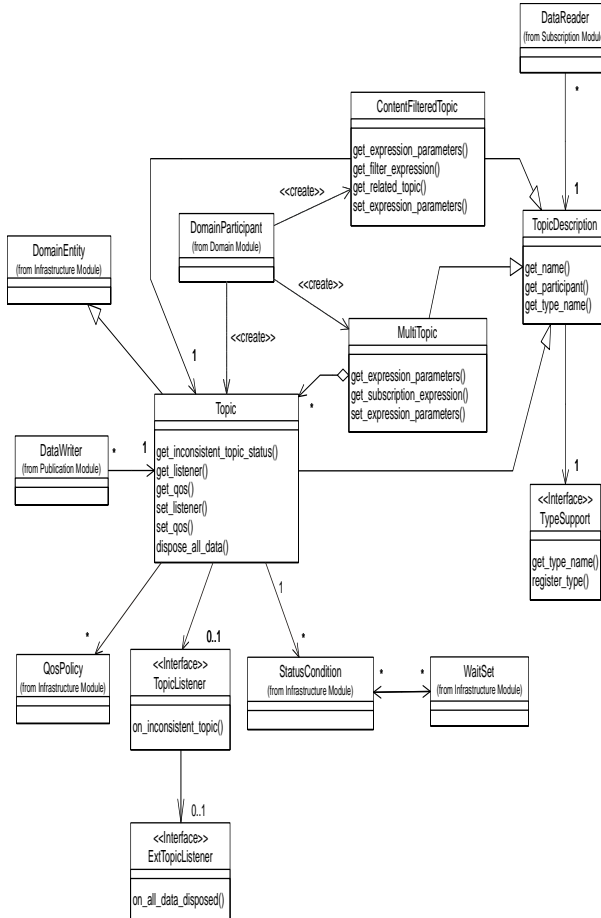 DataReader
(from Subscription Module)
*
1
ContentFilteredTopic
get_expression_parameters()
get_filter_expression()
get_related_topic()
set_expression_parameters()
<<create>>
DomainParticipant
(from Domain Module)
<<create>>
<<create>>
TopicDescription
get_name()
get_participant()
get_type_name()
DomainEntity
(from Infrastructure Module)
MultiTopic
get_expression_parameters()
get_subscription_expression()
set_expression_parameters()
1
*
Topic
get_inconsistent_topic_status()
get_listener()
get_qos()
set_listener()
set_qos()
dispose_all_data()
DataWriter
(from Publication Module)
*
1
1
<<Interface>>
TypeSupport
get_type_name()
register_type()
*
0..1
1
*
QosPolicy
(from Infrastructure Module)
<<Interface>>
TopicListener
on_inconsistent_topic()
StatusCondition
(from Infrastructure Module)
*
*
WaitSet
(from Infrastructure Module)
0..1
<<Interface>>
ExtTopicListener
on_all_data_disposed()